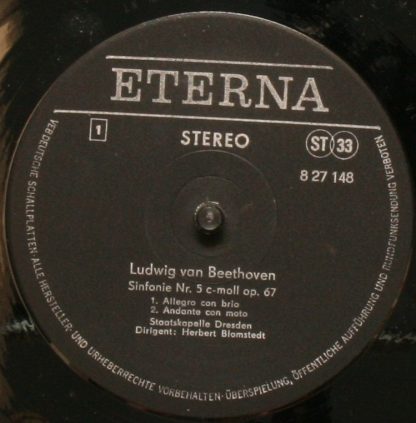 ETERNA
1
STEREO
ST 33
8 27 148
Ludwig van Beethoven
Sinfonie Nr. 5 c-moll op. 67
1. Allegro con brio
2. Andante con moto
Staatskapelle Dresden
Dirigent: Herbert Blomstedt
VEB DEUTSCHE SCHALLPLATTEN · ALLE HERSTELLER- UND URHEBERRECHTE VORBEHALTEN · ÜBERSPIELUNG, ÖFFENTLICHE AUFFÜHRUNG UND RUNDFUNKSENDUNG VERBOTEN